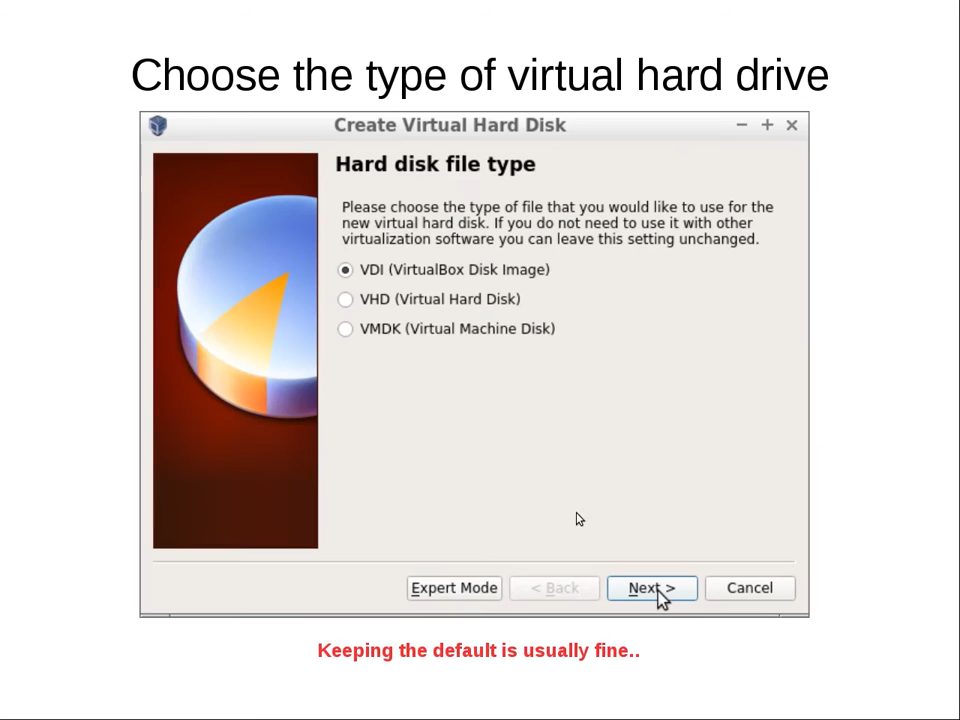 Choose the type of virtual hard drive
Create Virtual Hard Disk
Hard disk file type
Please choose the type of file that you would like to use for the
new virtual hard disk. If you do not need to use it with other
virtualization software you can leave this setting unchanged.
VDI (VirtualBox Disk Image)
VHD (Virtual Hard Disk)
VMDK (Virtual Machine Disk)
Expert Mode < Back Next > Cancel
Keeping the default is usually fine..